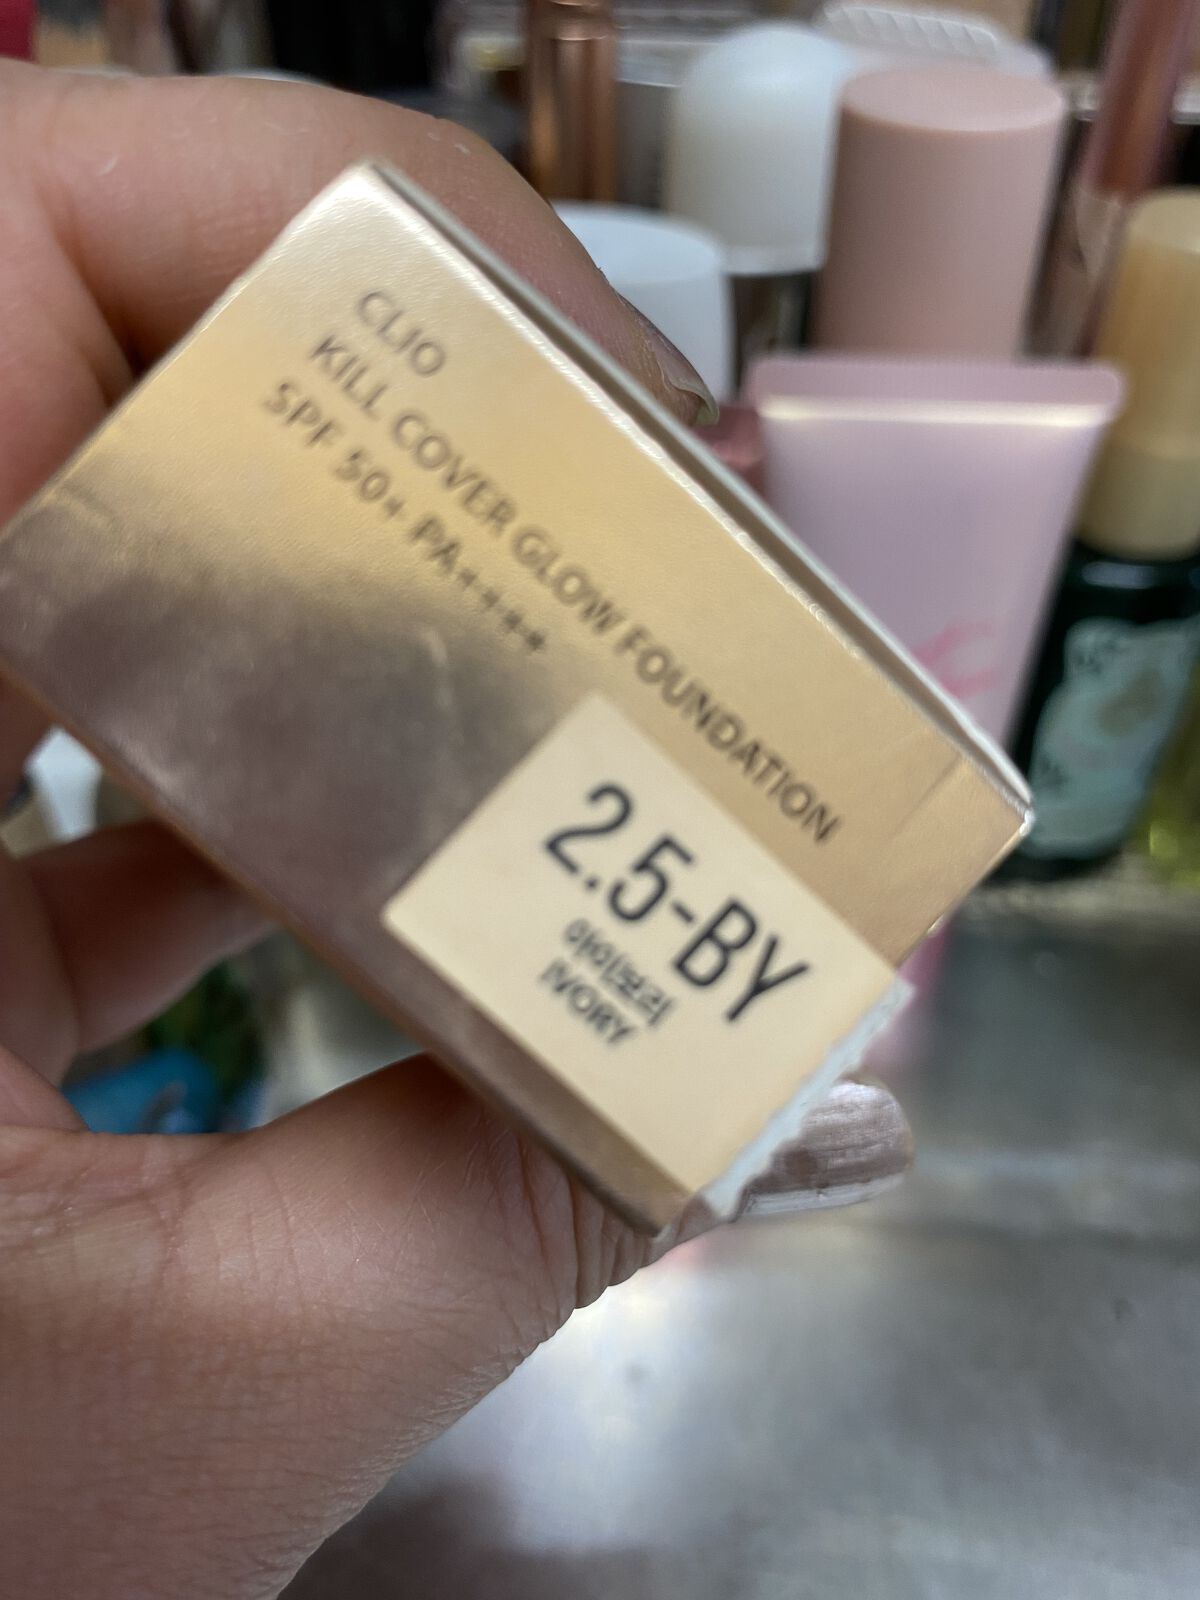 CLIO
KILL COVER GLOW FOUNDATION
SPF 50+ PA++++
2.5-BY
아이보리
IVORY